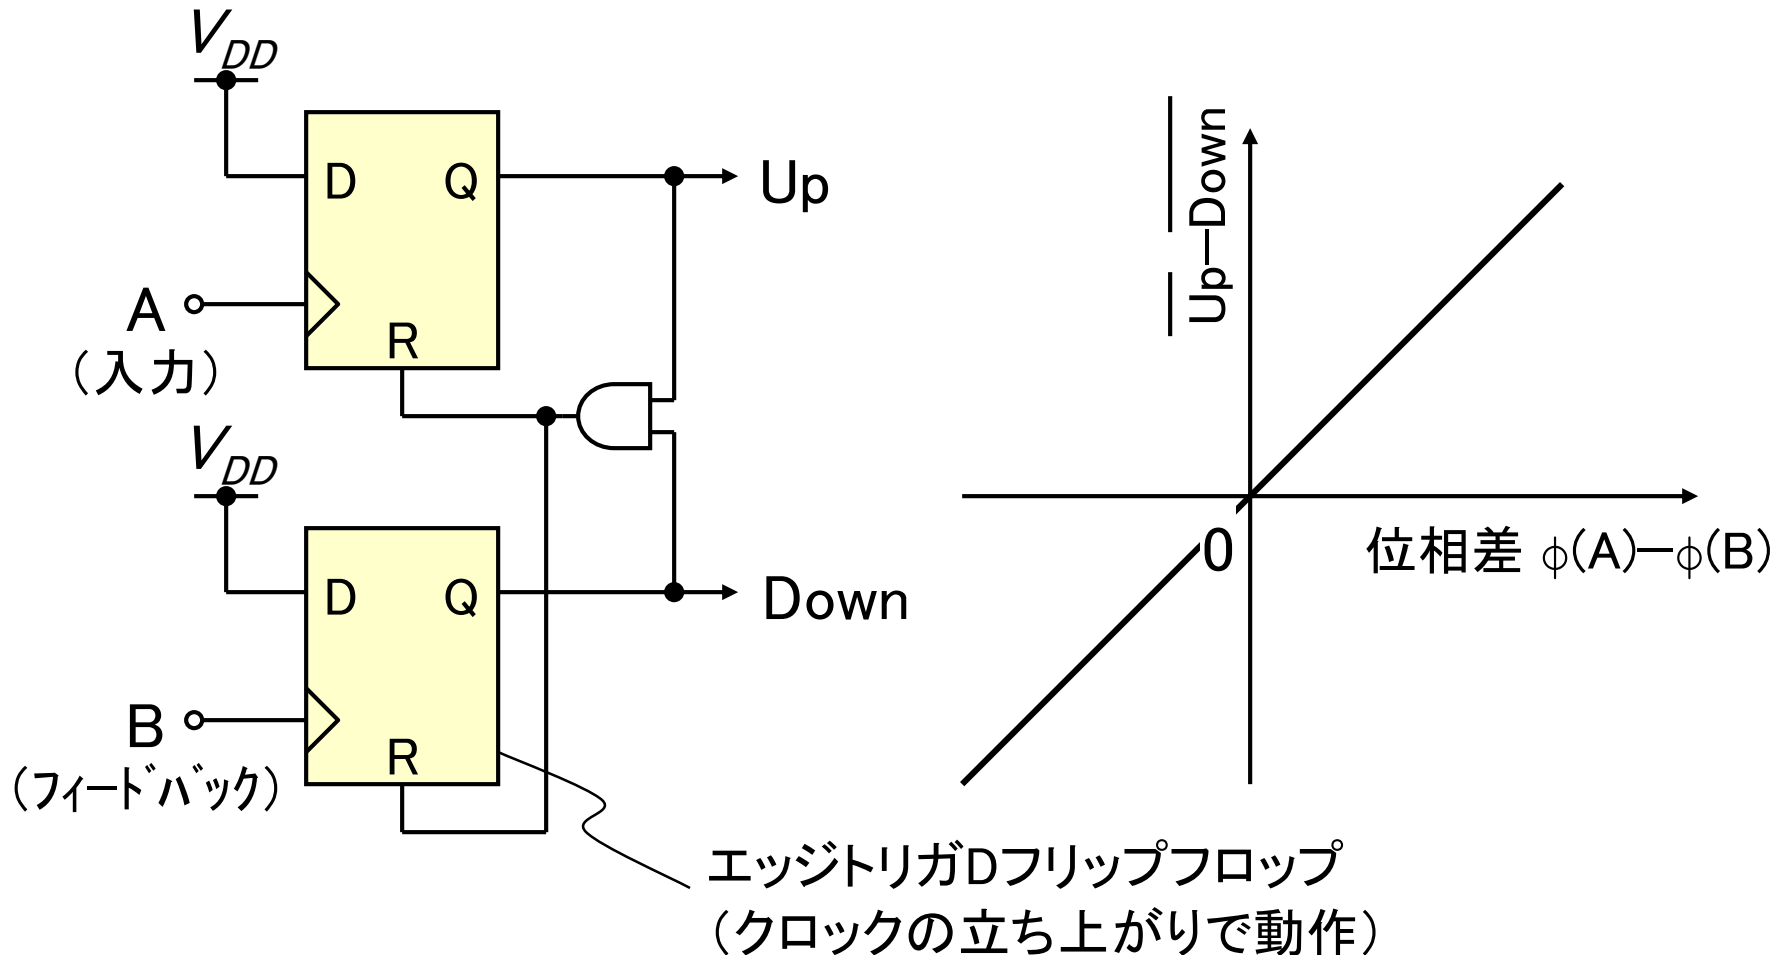 VDD
D Q
Up
A
(入力)
R
VDD
D Q
Down
B
(フィードバック)
R
エッジトリガDフリップフロップ
(クロックの立ち上がりで動作)
Up−Down
0
位相差 φ(A)−φ(B)